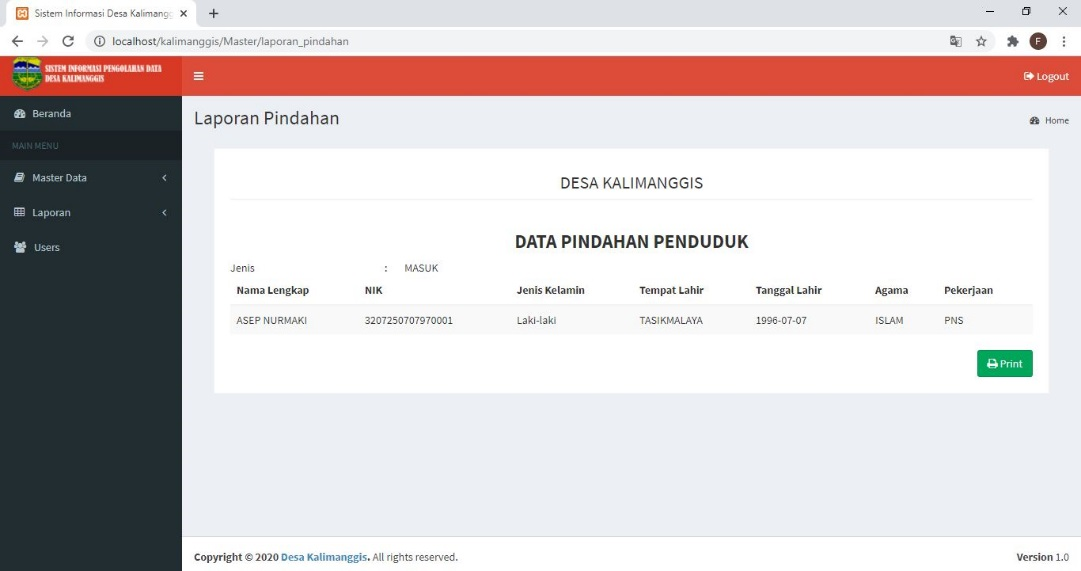 Sistem Informasi Desa Kalimangg
localhost/kalimanggis/Master/laporan_pindahan
F
SISTEM INFORMASI PENGOLAHAN DATA
DESA KALIMANGGIS
Logout
Beranda
MAIN MENU
Master Data
Laporan
Users
Laporan Pindahan
Home
DESA KALIMANGGIS
DATA PINDAHAN PENDUDUK
Jenis : MASUK
Nama Lengkap NIK Jenis Kelamin Tempat Lahir Tanggal Lahir Agama Pekerjaan
ASEP NURMAKI 3207250707970001 Laki-laki TASIKMALAYA 1996-07-07 ISLAM PNS
Print
Copyright © 2020 Desa Kalimanggis. All rights reserved.
Version 1.0